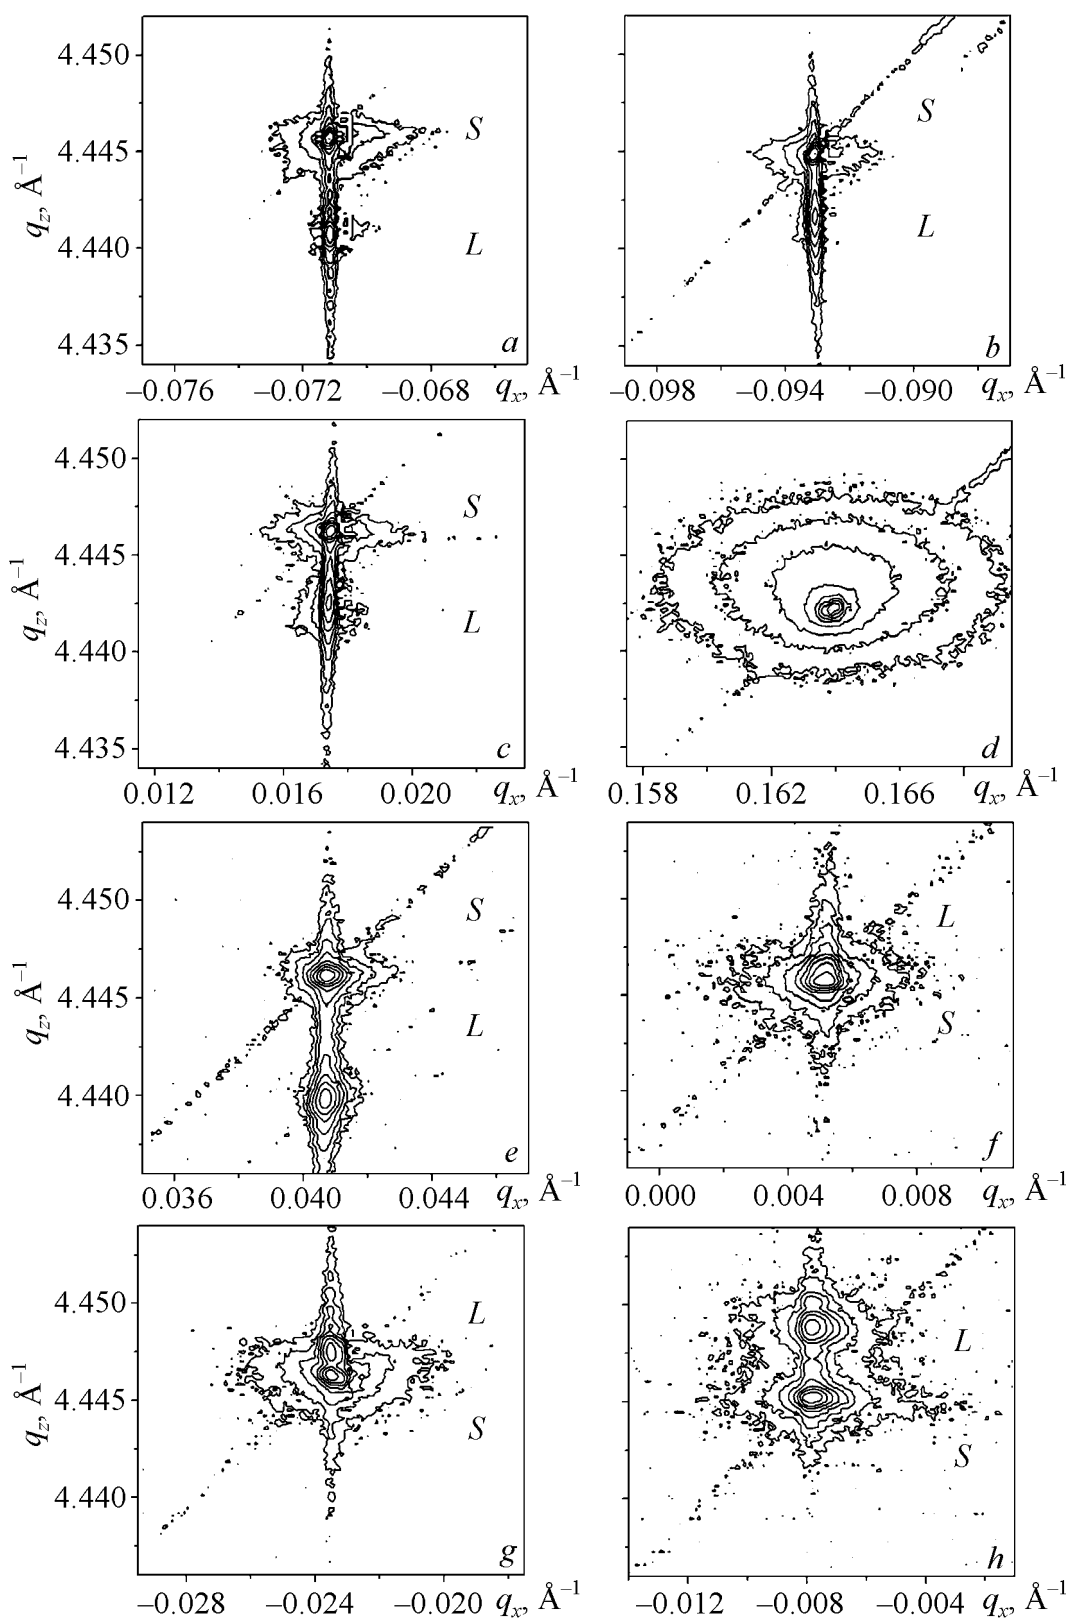 4.450
4.445
4.440
4.435
q_z, Å⁻¹
S
L
a
−0.076 −0.072 −0.068 q_x, Å⁻¹
S
L
b
−0.098 −0.094 −0.090 q_x, Å⁻¹
4.450
4.445
4.440
4.435
q_z, Å⁻¹
S
L
c
0.012 0.016 0.020 q_x, Å⁻¹
d
0.158 0.162 0.166 q_x, Å⁻¹
4.450
4.445
4.440
q_z, Å⁻¹
S
L
e
0.036 0.040 0.044 q_x, Å⁻¹
L
S
f
0.000 0.004 0.008 q_x, Å⁻¹
4.450
4.445
4.440
q_z, Å⁻¹
L
S
g
−0.028 −0.024 −0.020 q_x, Å⁻¹
L
S
h
−0.012 −0.008 −0.004 q_x, Å⁻¹